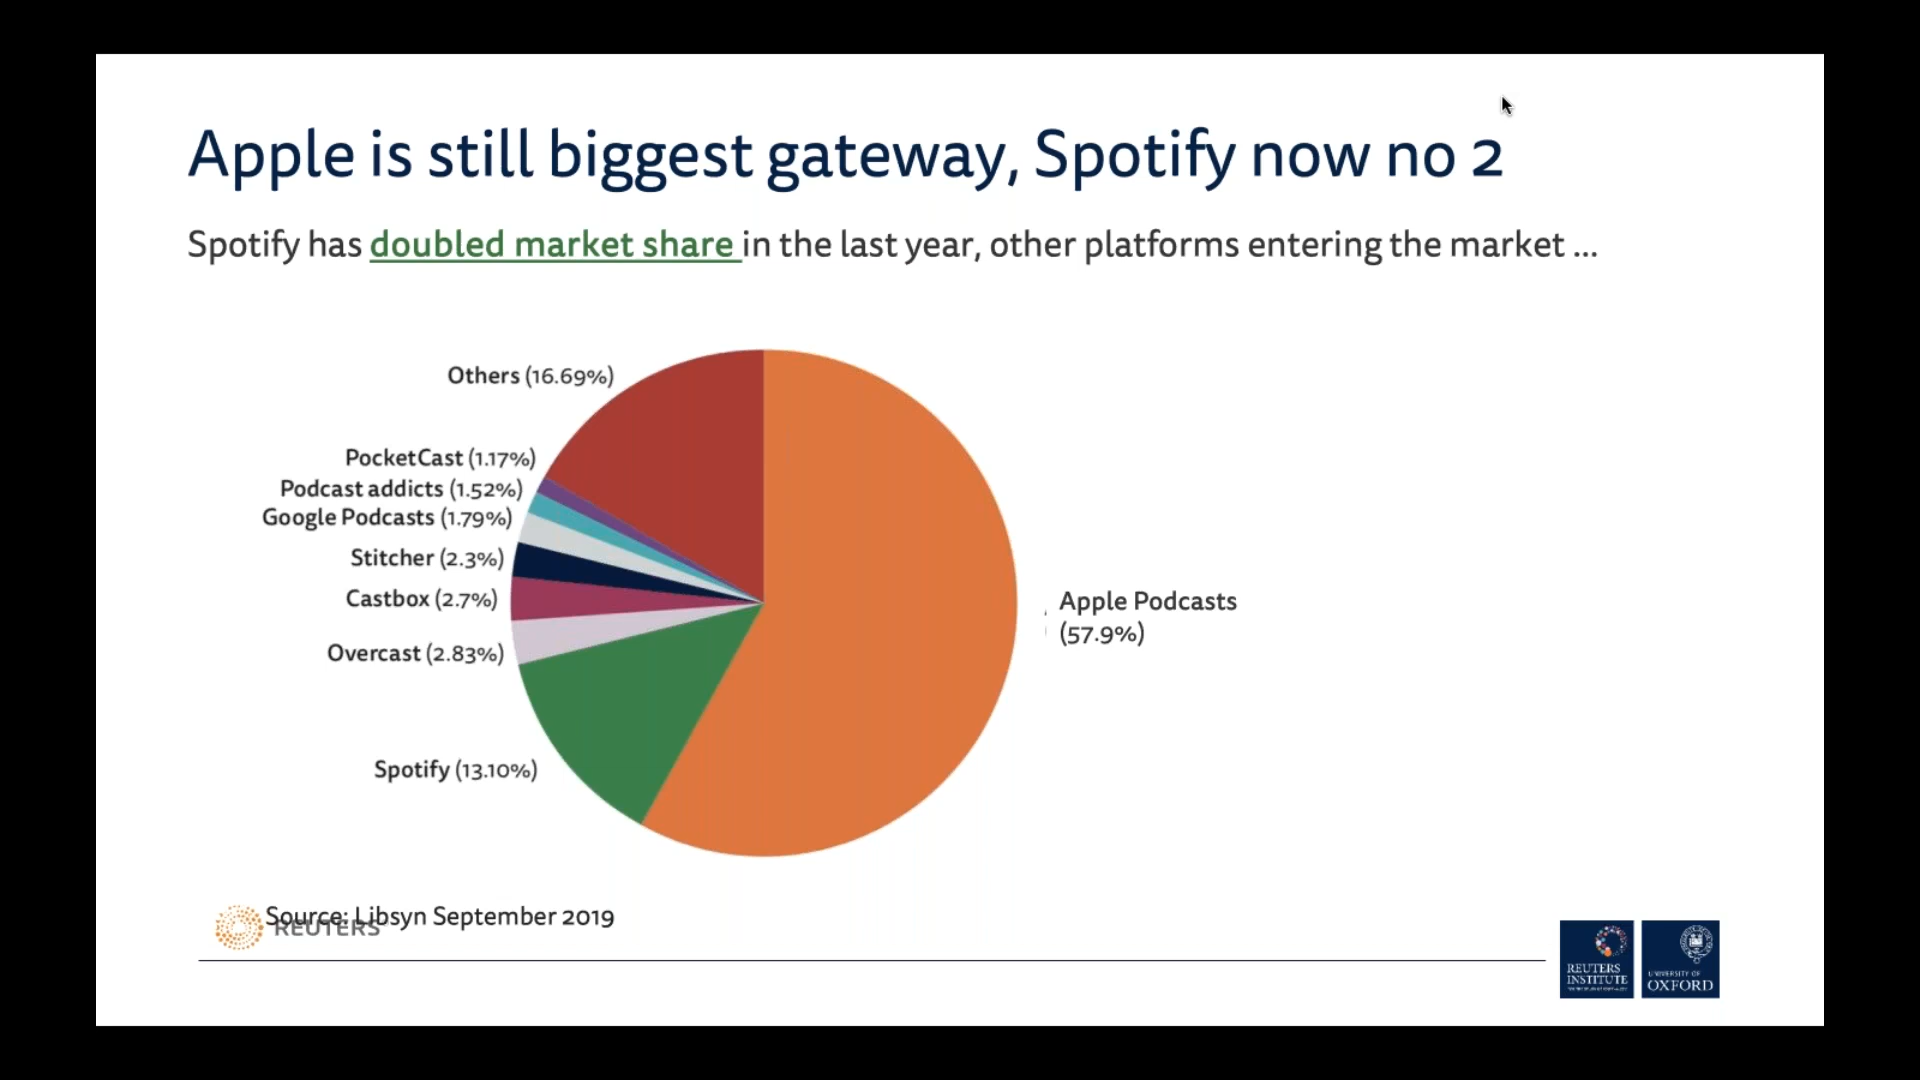 Apple is still biggest gateway, Spotify now no 2
Spotify has doubled market share in the last year, other platforms entering the market ...
Others (16.69%)
PocketCast (1.17%)
Podcast addicts (1.52%)
Google Podcasts (1.79%)
Stitcher (2.3%)
Castbox (2.7%)
Overcast (2.83%)
Spotify (13.10%)
Apple Podcasts
(57.9%)
Source: Libsyn September 2019
REUTERS
REUTERS
INSTITUTE
UNIVERSITY OF
OXFORD